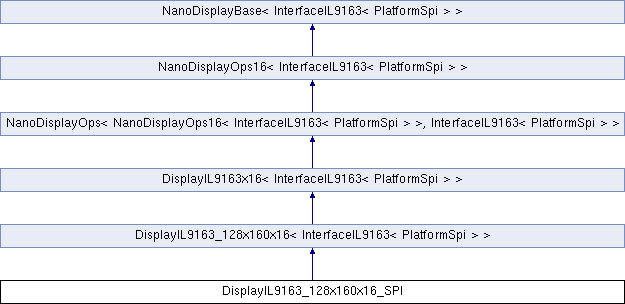 NanoDisplayBase< InterfaceIL9163< PlatformSpi > >
NanoDisplayOps16< InterfaceIL9163< PlatformSpi > >
NanoDisplayOps< NanoDisplayOps16< InterfaceIL9163< PlatformSpi > >, InterfaceIL9163< PlatformSpi > >
DisplayIL9163x16< InterfaceIL9163< PlatformSpi > >
DisplayIL9163_128x160x16< InterfaceIL9163< PlatformSpi > >
DisplayIL9163_128x160x16_SPI